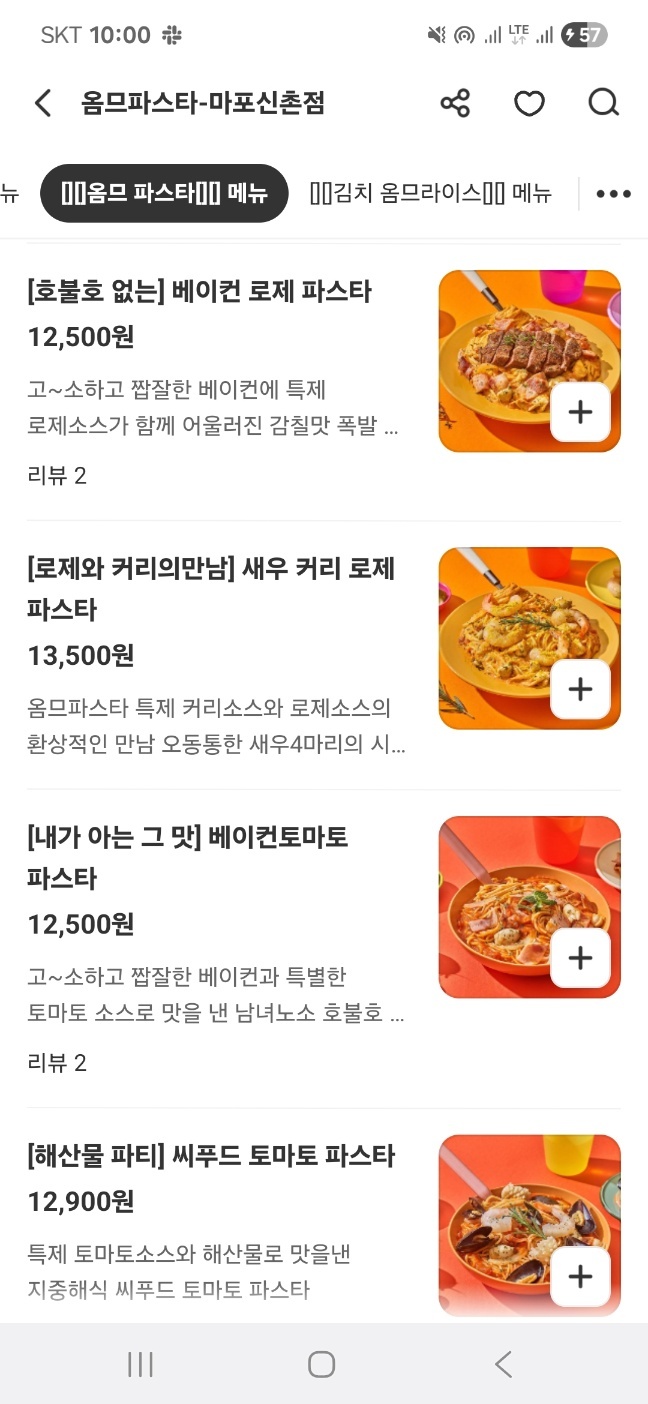 SKT 10:00
LTE
57
옴므파스타-마포신촌점
뉴
[][]옴므 파스타[][] 메뉴
[][]김치 옴므라이스[][] 메뉴
[호불호 없는] 베이컨 로제 파스타
12,500원
고~소하고 짭잘한 베이컨에 특제
로제소스가 함께 어울러진 감칠맛 폭발 ...
리뷰 2
[로제와 커리의만남] 새우 커리 로제
파스타
13,500원
옴므파스타 특제 커리소스와 로제소스의
환상적인 만남 오동통한 새우4마리의 시...
[내가 아는 그 맛] 베이컨토마토
파스타
12,500원
고~소하고 짭잘한 베이컨과 특별한
토마토 소스로 맛을 낸 남녀노소 호불호 ...
리뷰 2
[해산물 파티] 씨푸드 토마토 파스타
12,900원
특제 토마토소스와 해산물로 맛을낸
지중해식 씨푸드 토마토 파스타